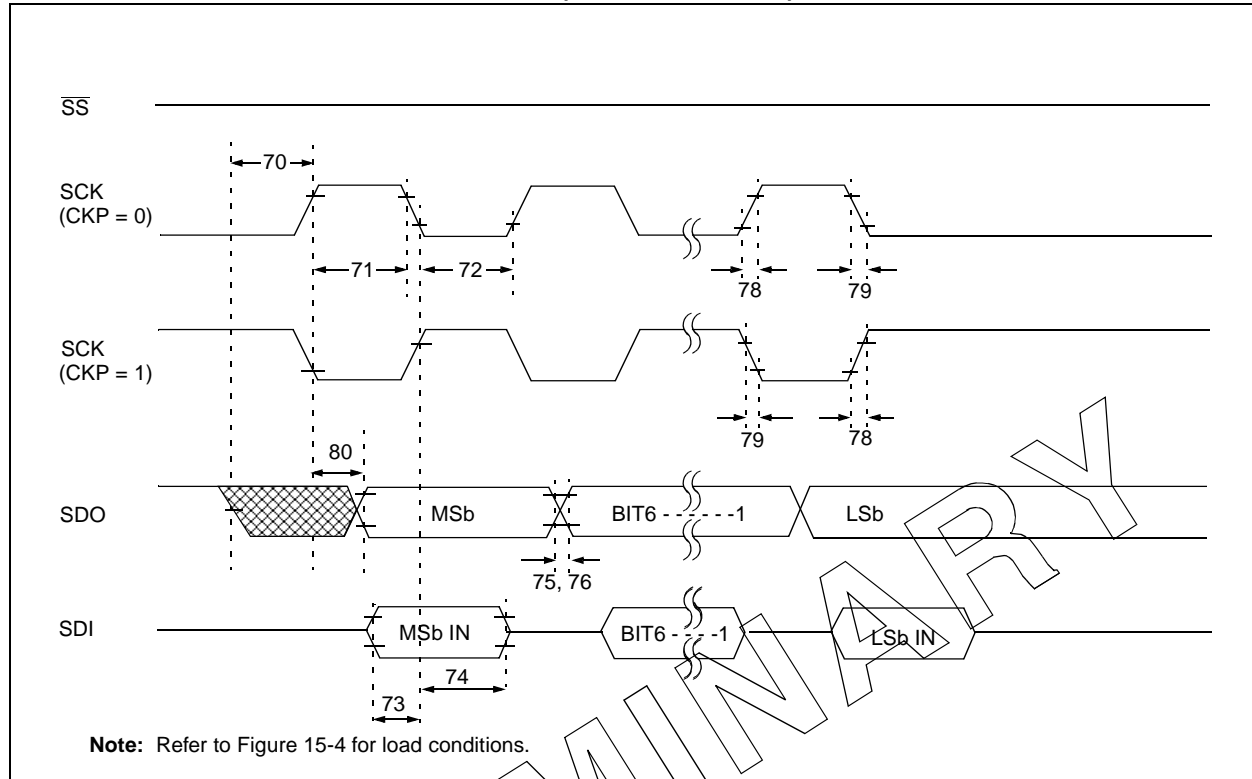 SS
70
SCK
(CKP = 0)
71
72
78
79
SCK
(CKP = 1)
79
78
80
SDO
MSb
BIT6 - - - - - -1
LSb
75, 76
SDI
MSb IN
BIT6 - - - -1
LSb IN
74
73
Note: Refer to Figure 15-4 for load conditions.
MINARY